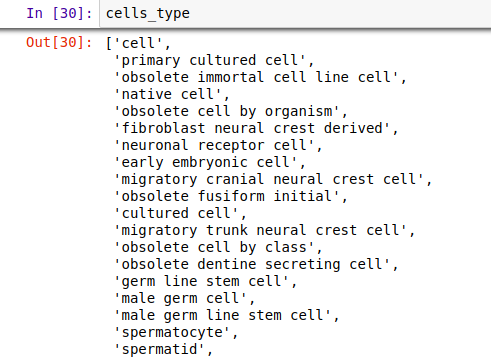 In [30]: cells_type
Out[30]: ['cell',
'primary cultured cell',
'obsolete immortal cell line cell',
'native cell',
'obsolete cell by organism',
'fibroblast neural crest derived',
'neuronal receptor cell',
'early embryonic cell',
'migratory cranial neural crest cell',
'obsolete fusiform initial',
'cultured cell',
'migratory trunk neural crest cell',
'obsolete cell by class',
'obsolete dentine secreting cell',
'germ line stem cell',
'male germ cell',
'male germ line stem cell',
'spermatocyte',
'spermatid',